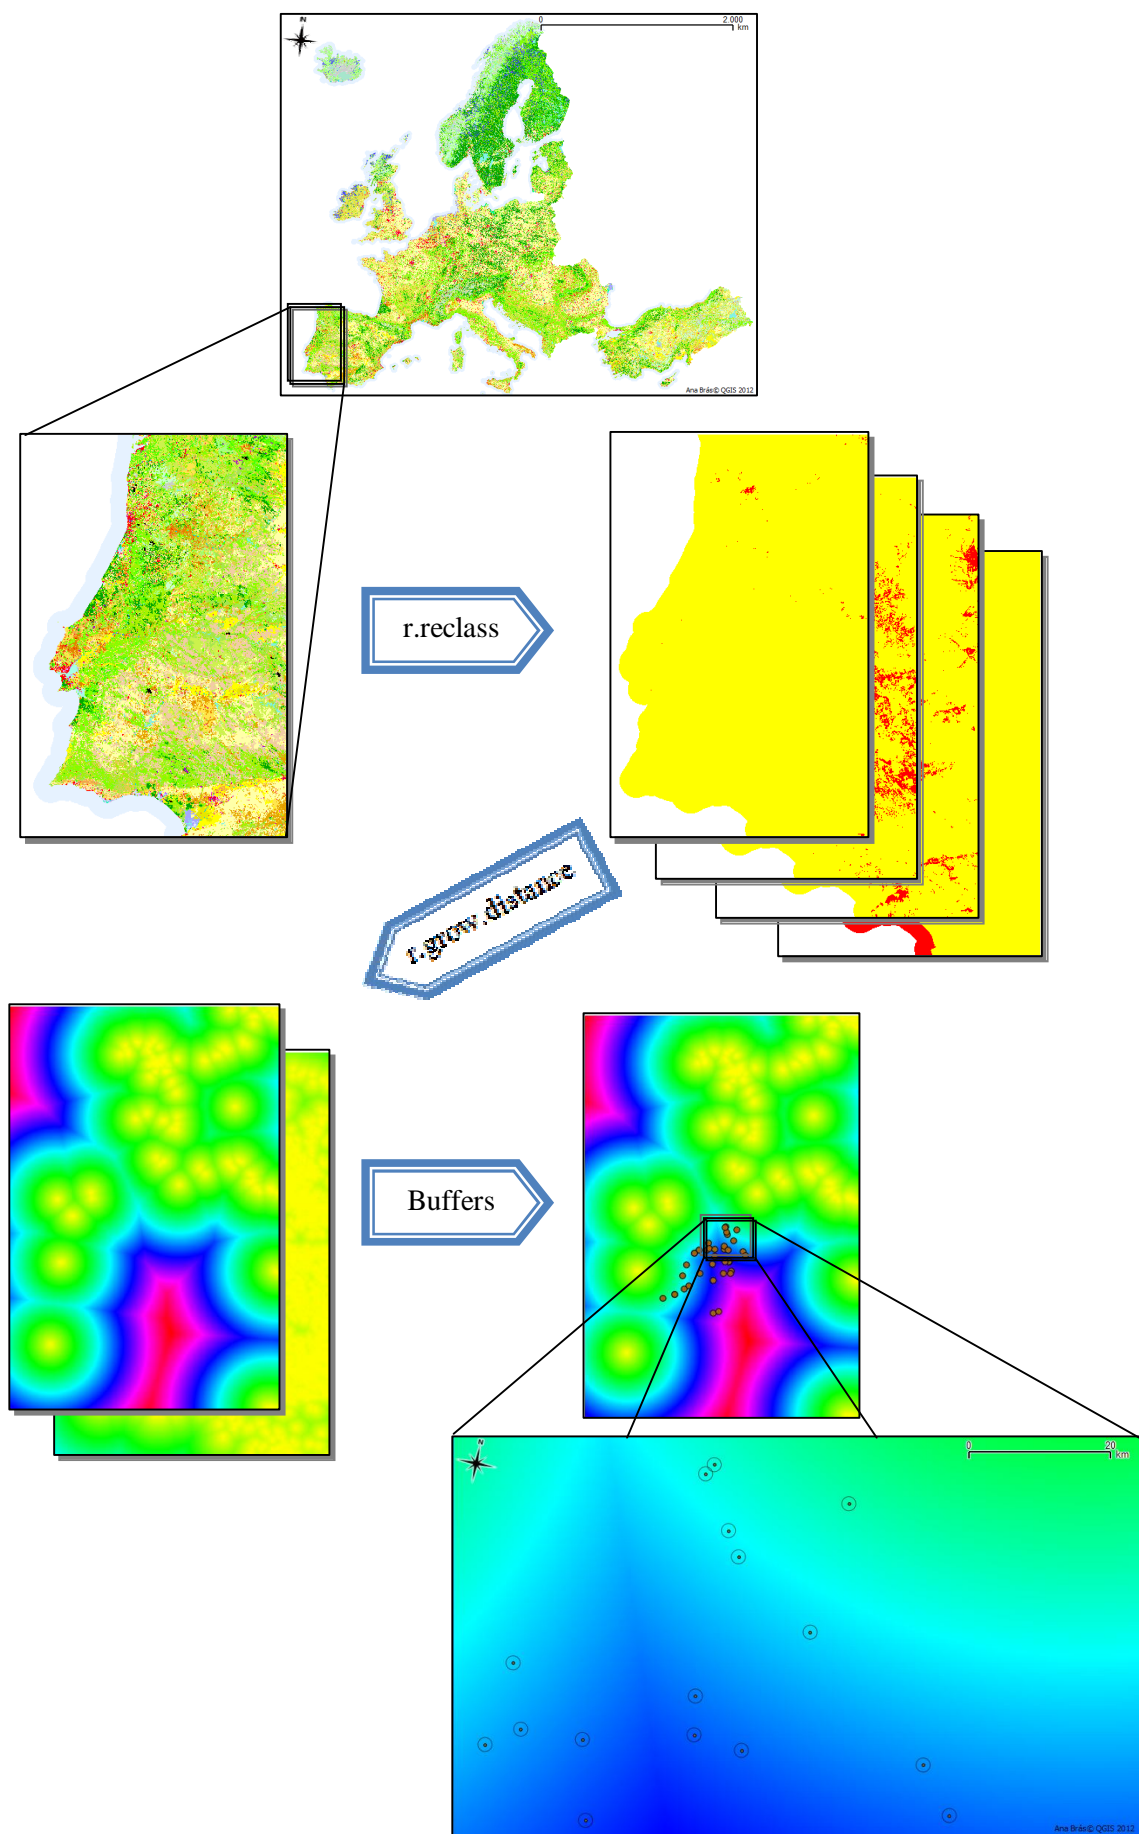 N
0 2.000
km
Ana Brás© QGIS 2012
r.reclass
r.grow.distance
Buffers
N
0 20
km
Ana Brás© QGIS 2012